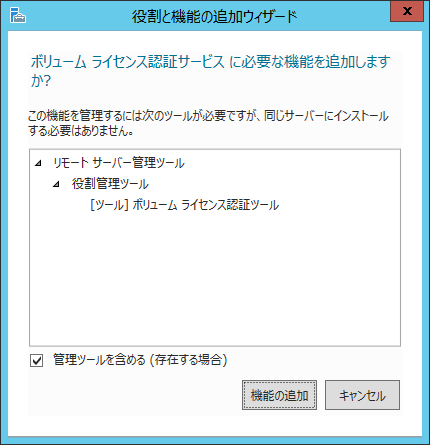 役割と機能の追加ウィザード
ボリューム ライセンス認証サービス に必要な機能を追加します
か?
この機能を管理するには次のツールが必要ですが、同じサーバーにインストール
する必要はありません。
リモート サーバー管理ツール
役割管理ツール
[ツール] ボリューム ライセンス認証ツール
管理ツールを含める (存在する場合)
機能の追加
キャンセル